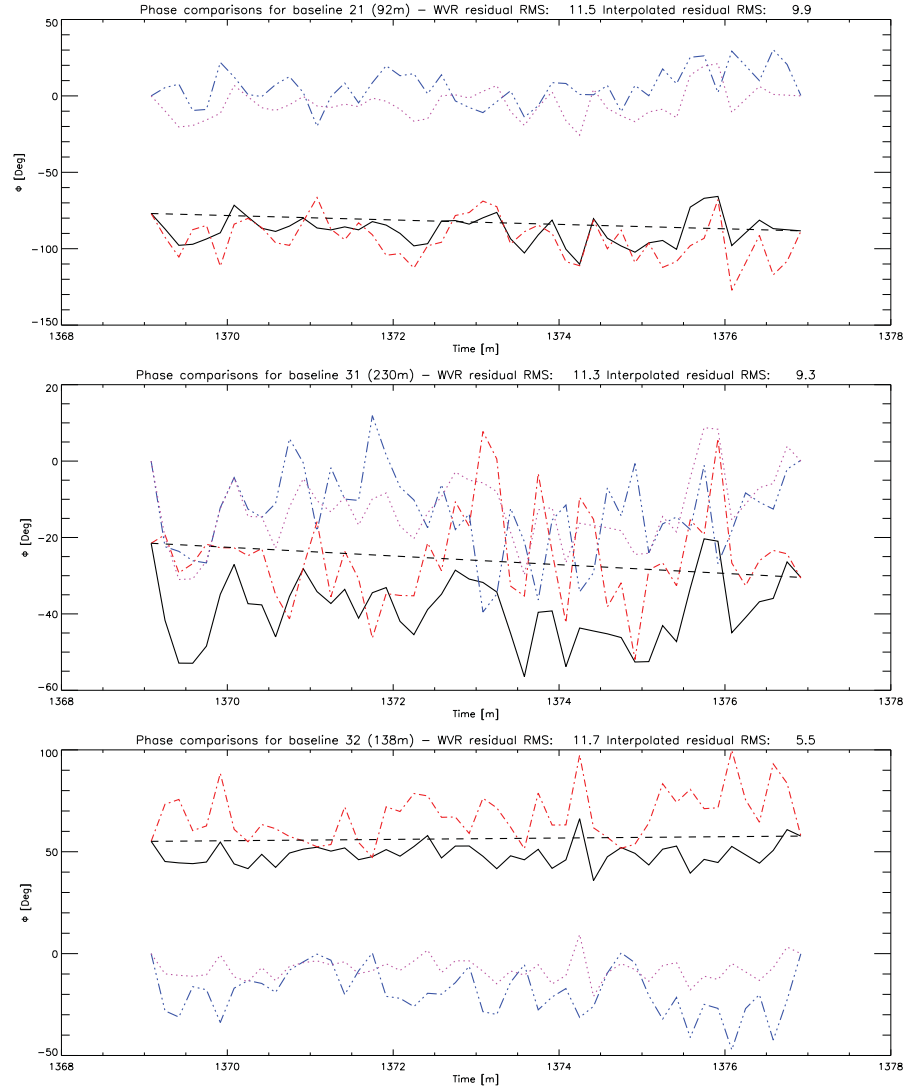 Phase comparisons for baseline 21 (92m) – WVR residual RMS: 11.5 Interpolated residual RMS: 9.9
50
0
-50
-100
-150
Φ [Deg]
1368 1370 1372 1374 1376 1378
Time [m]
Phase comparisons for baseline 31 (230m) – WVR residual RMS: 11.3 Interpolated residual RMS: 9.3
20
0
-20
-40
-60
Φ [Deg]
1368 1370 1372 1374 1376 1378
Time [m]
Phase comparisons for baseline 32 (138m) – WVR residual RMS: 11.7 Interpolated residual RMS: 5.5
100
50
0
-50
Φ [Deg]
1368 1370 1372 1374 1376 1378
Time [m]